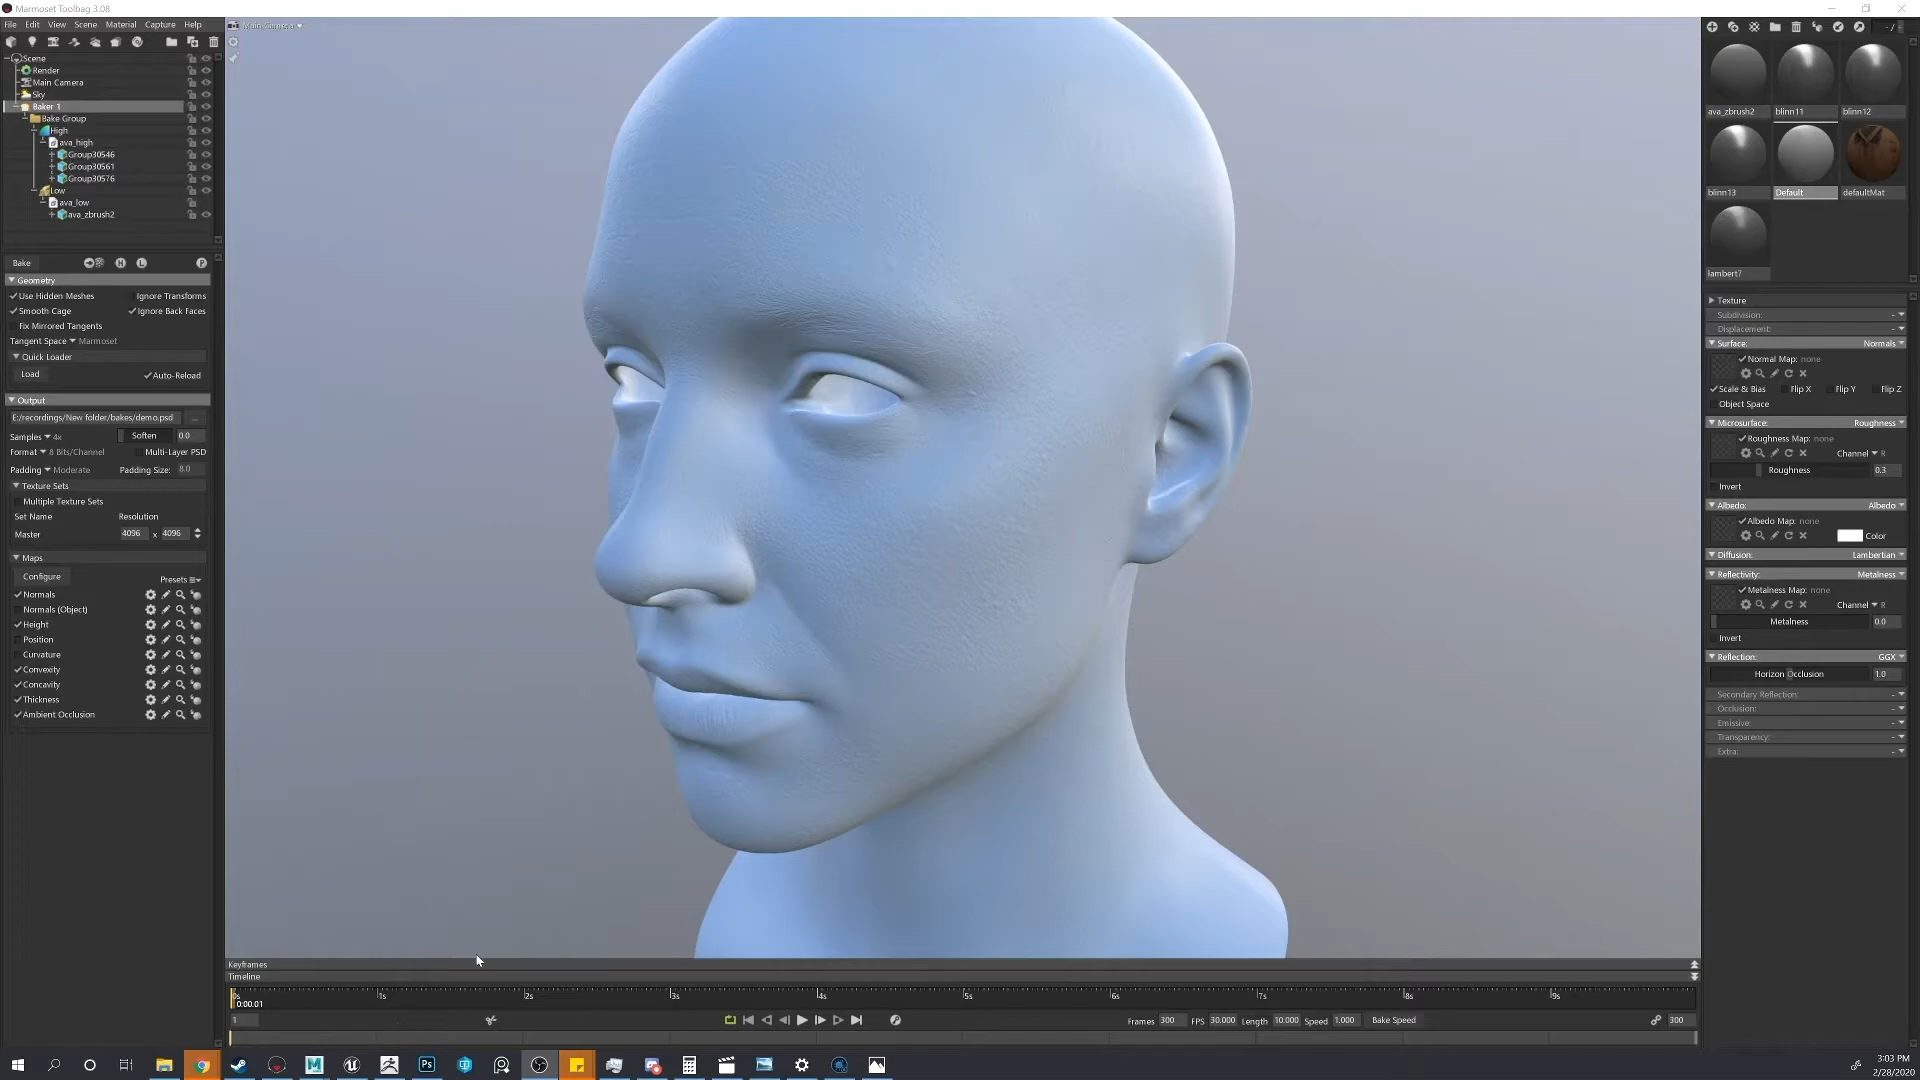 Marmoset Toolbag 3.08
File Edit View Scene Material Capture Help
Main Camera
Scene
Render
Main Camera
Sky
Baker 1
Bake Group
High
ava_high
Group30546
Group30561
Group30576
Low
ava_low
ava_zbrush2
Bake H L P
Geometry
Use Hidden Meshes Ignore Transforms
Smooth Cage Ignore Back Faces
Fix Mirrored Tangents
Tangent Space Marmoset
Quick Loader
Load Auto-Reload
Output
E:/recordings/New folder/bakes/demo.psd ...
Samples 4x Soften 0.0
Format 8 Bits/Channel Multi-Layer PSD
Padding Moderate Padding Size: 8.0
Texture Sets
Multiple Texture Sets
Set Name Resolution
Master 4096 x 4096
Maps
Configure
Presets
Normals
Normals (Object)
Height
Position
Curvature
Convexity
Concavity
Thickness
Ambient Occlusion
ava_zbrush2 blinn11 blinn12
blinn13 Default defaultMat
lambert7
Texture
Subdivision: -
Displacement: -
Surface: Normals
Normal Map: none
Scale & Bias Flip X Flip Y Flip Z
Object Space
Microsurface: Roughness
Roughness Map: none
Channel R
Roughness 0.3
Invert
Albedo: Albedo
Albedo Map: none
Color
Diffusion: Lambertian
Reflectivity: Metalness
Metalness Map: none
Channel R
Metalness 0.0
Invert
Reflection: GGX
Horizon Occlusion 1.0
Secondary Reflection: -
Occlusion: -
Emissive: -
Transparency: -
Extra: -
Keyframes
Timeline
0s 1s 2s 3s 4s 5s 6s 7s 8s 9s
0:00.01
1 Frames 300 FPS 30.000 Length 10.000 Speed 1.000 Bake Speed 300
Ps
3:03 PM
2/28/2020